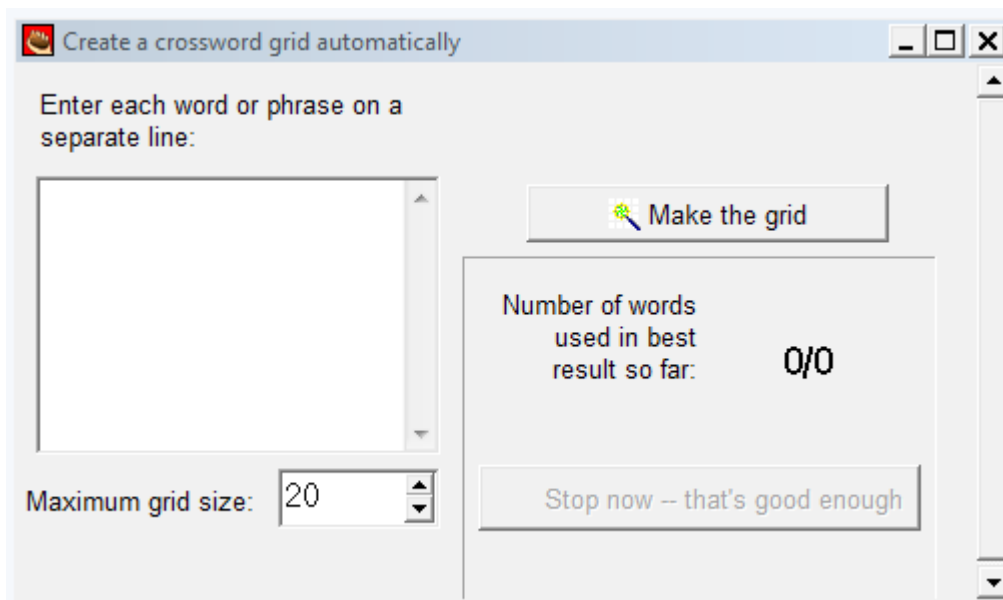 Create a crossword grid automatically
Enter each word or phrase on a
separate line:
Make the grid
Number of words
used in best
result so far:
0/0
Maximum grid size:
20
Stop now -- that's good enough